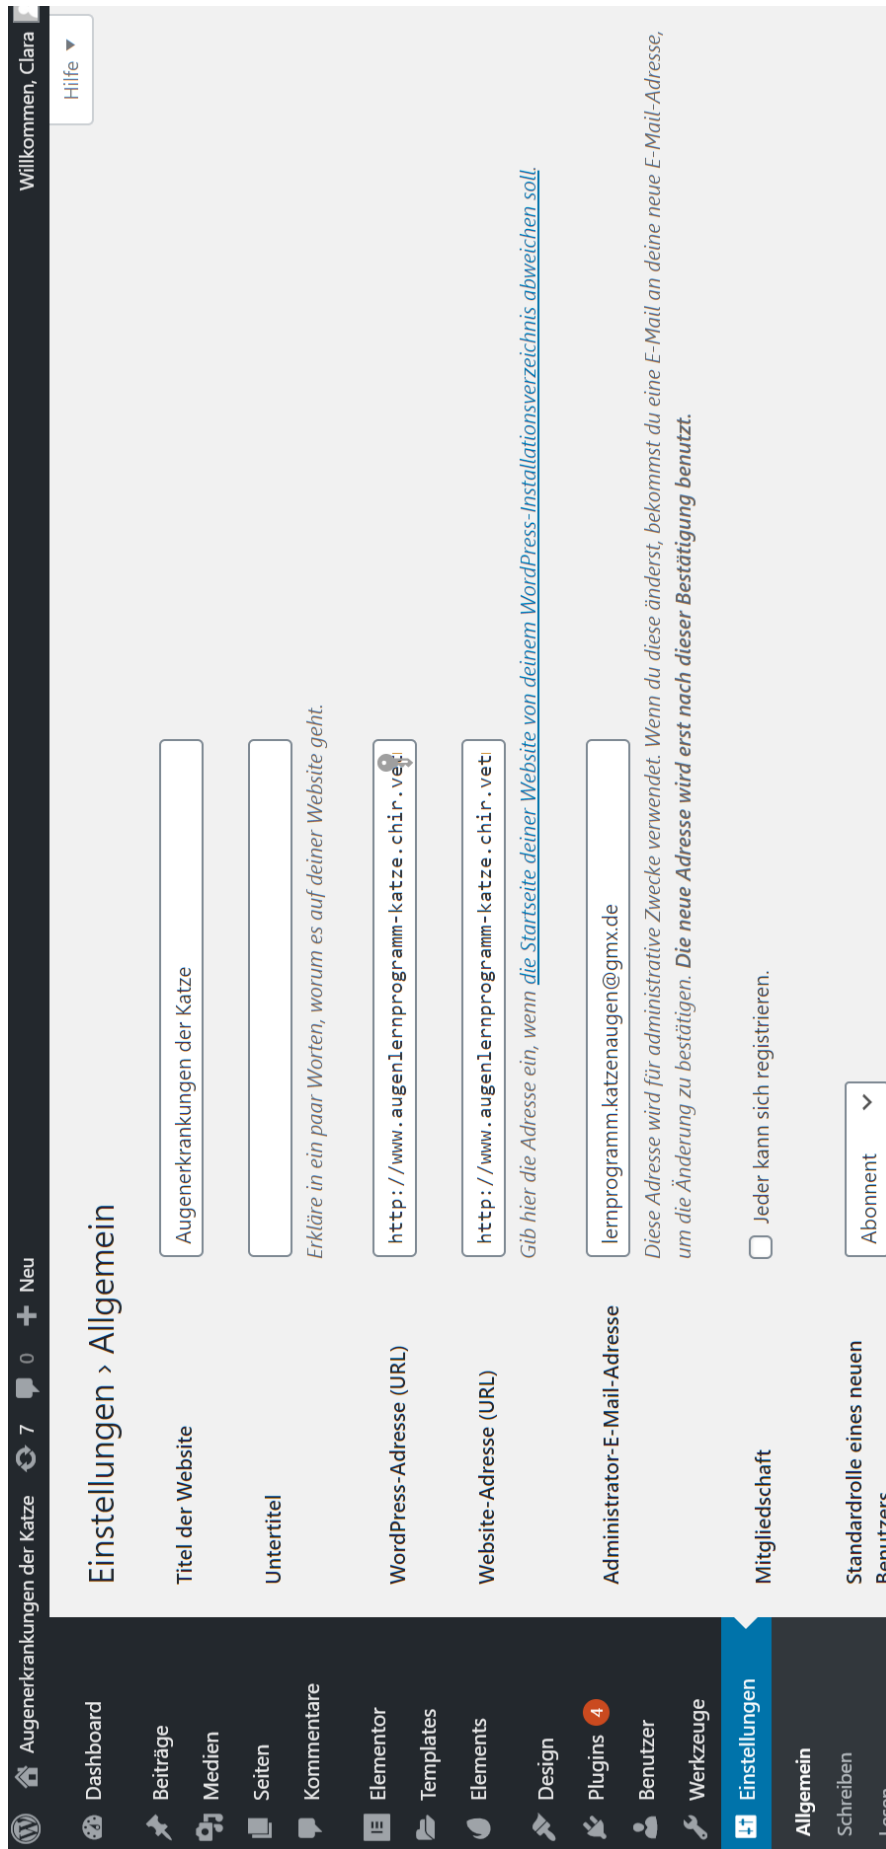 Augenerkrankungen der Katze 7 0 + Neu Willkommen, Clara
Hilfe ▼
Dashboard
Beiträge
Medien
Seiten
Kommentare
Elementor
Templates
Elements
Design
Plugins 4
Benutzer
Werkzeuge
Einstellungen
Allgemein
Schreiben
Lesen
Einstellungen › Allgemein
Titel der Website
Augenerkrankungen der Katze
Untertitel
Erkläre in ein paar Worten, worum es auf deiner Website geht.
WordPress-Adresse (URL)
http://www.augenlernprogramm-katze.chir.vet
Website-Adresse (URL)
http://www.augenlernprogramm-katze.chir.vet
Gib hier die Adresse ein, wenn die Startseite deiner Website von deinem WordPress-Installationsverzeichnis abweichen soll.
Administrator-E-Mail-Adresse
lernprogramm.katzenaugen@gmx.de
Diese Adresse wird für administrative Zwecke verwendet. Wenn du diese änderst, bekommst du eine E-Mail an deine neue E-Mail-Adresse,
um die Änderung zu bestätigen. Die neue Adresse wird erst nach dieser Bestätigung benutzt.
Mitgliedschaft
Jeder kann sich registrieren.
Standardrolle eines neuen
Benutzers
Abonnent